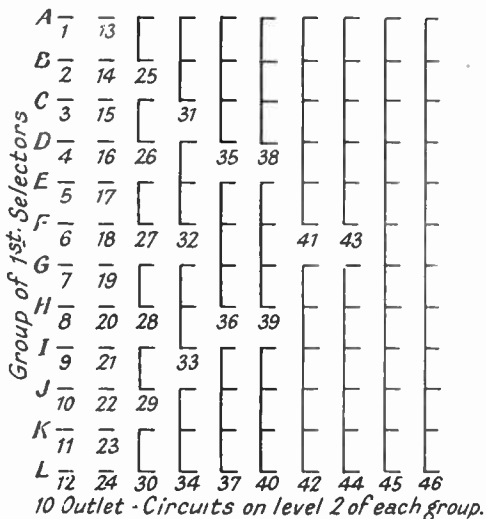 Group of 1st. Selectors
A 1 13
B 2 14 25
C 3 15 31
D 4 16 26 35 38
E 5 17
F 6 18 27 32 41 43
G 7 19
H 8 20 28 36 39
I 9 21 33
J 10 22 29
K 11 23
L 12 24 30 34 37 40 42 44 45 46
10 Outlet - Circuits on level 2 of each group.